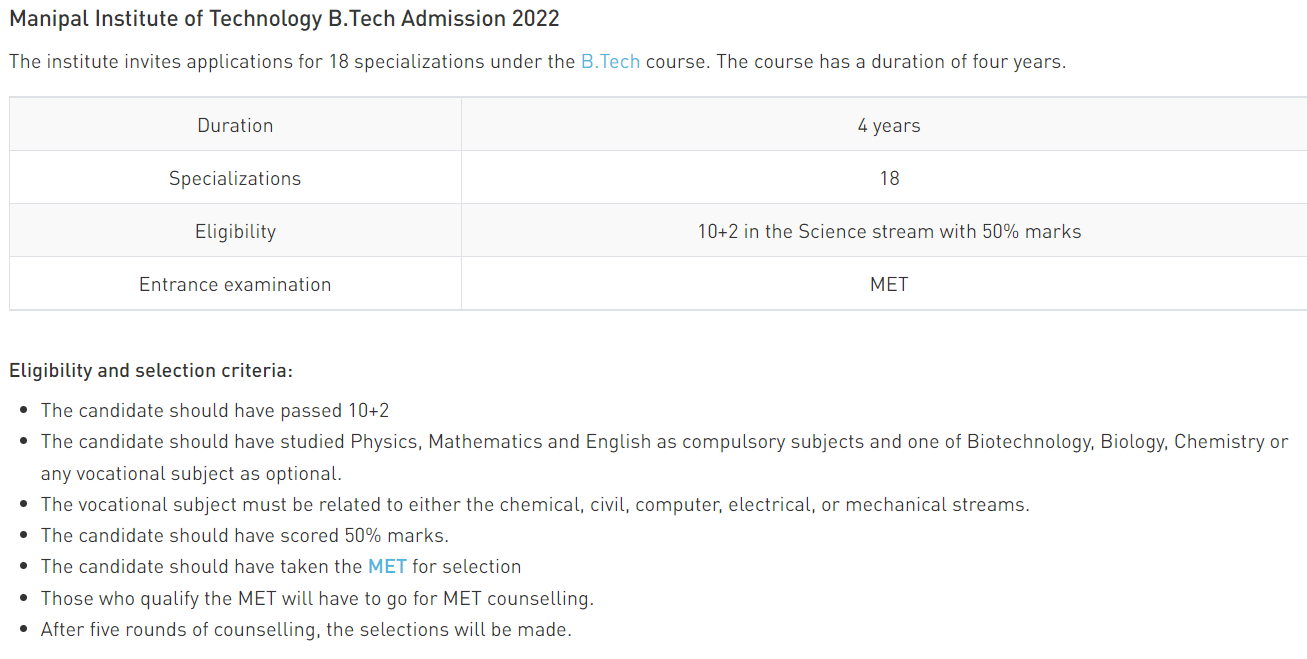 Manipal Institute of Technology B.Tech Admission 2022
The institute invites applications for 18 specializations under the B.Tech course. The course has a duration of four years.
Duration 4 years
Specializations 18
Eligibility 10+2 in the Science stream with 50% marks
Entrance examination MET
Eligibility and selection criteria:
• The candidate should have passed 10+2
• The candidate should have studied Physics, Mathematics and English as compulsory subjects and one of Biotechnology, Biology, Chemistry or
any vocational subject as optional.
• The vocational subject must be related to either the chemical, civil, computer, electrical, or mechanical streams.
• The candidate should have scored 50% marks.
• The candidate should have taken the MET for selection
• Those who qualify the MET will have to go for MET counselling.
• After five rounds of counselling, the selections will be made.